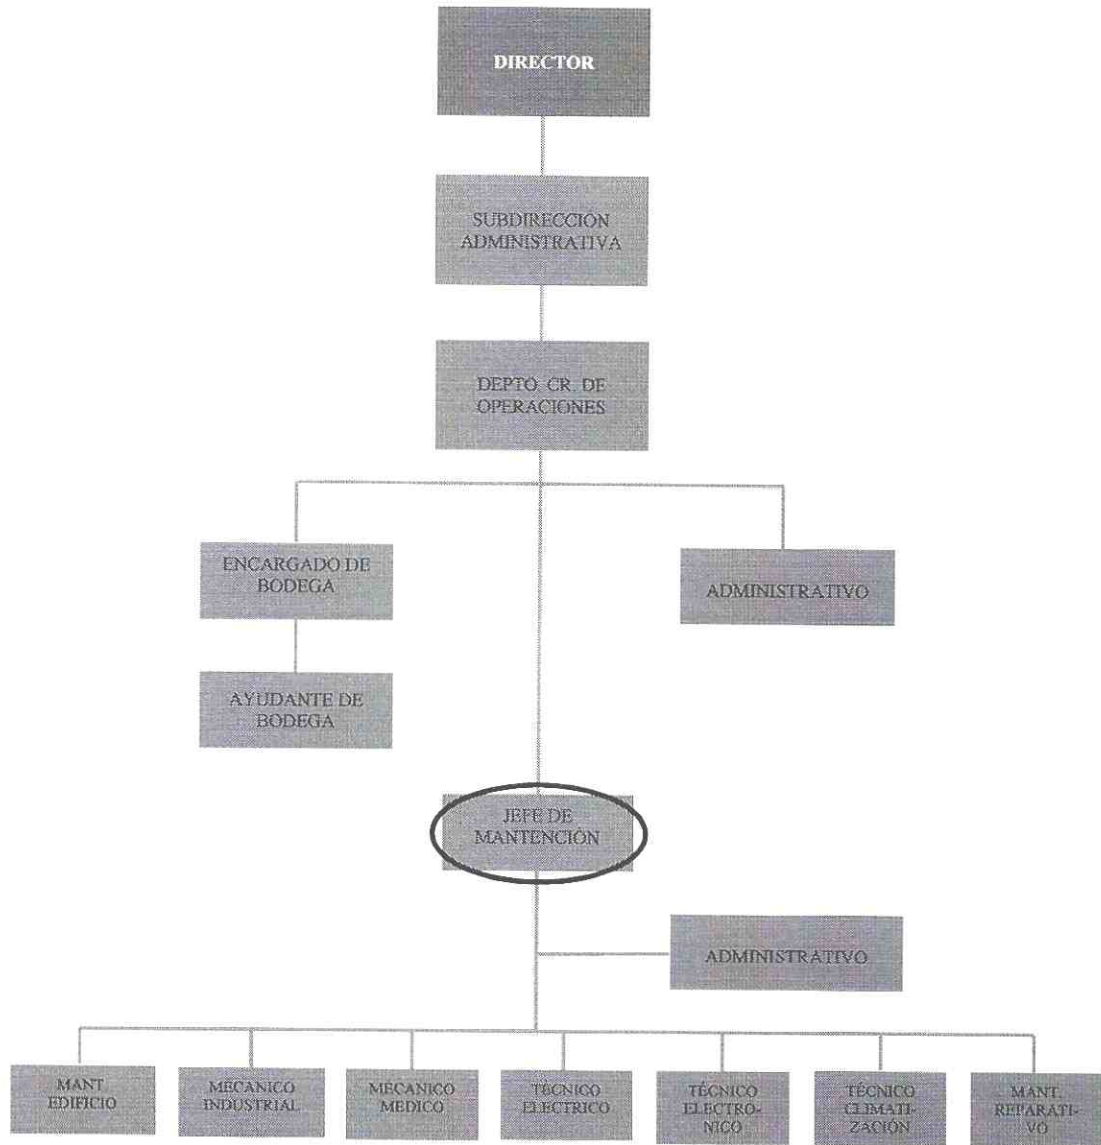 DIRECTOR
SUBDIRECCIÓN
ADMINISTRATIVA
DEPTO. CR. DE
OPERACIONES
ENCARGADO DE
BODEGA
ADMINISTRATIVO
AYUDANTE DE
BODEGA
JEFE DE
MANTENCIÓN
ADMINISTRATIVO
MANT.
EDIFICIO
MECANICO
INDUSTRIAL
MECANICO
MEDICO
TÉCNICO
ELECTRICO
TÉCNICO
ELECTRÓ-
NICO
TÉCNICO
CLIMATI-
ZACIÓN
MANT.
REPARATI-
VO